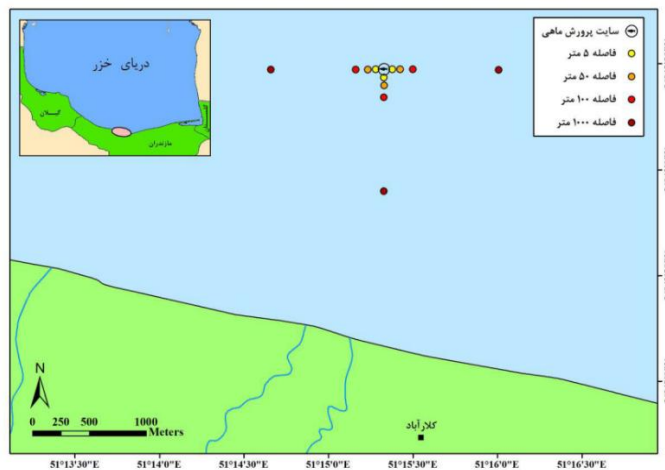 دریای خزر
گیلان
مازندران
سایت پرورش ماهی
فاصله ۵ متر
فاصله ۵۰ متر
فاصله ۱۰۰ متر
فاصله ۱۰۰۰ متر
N
0 250 500 1000
Meters
کلارآباد
51°13'30"E 51°14'0"E 51°14'30"E 51°15'0"E 51°15'30"E 51°16'0"E 51°16'30"E